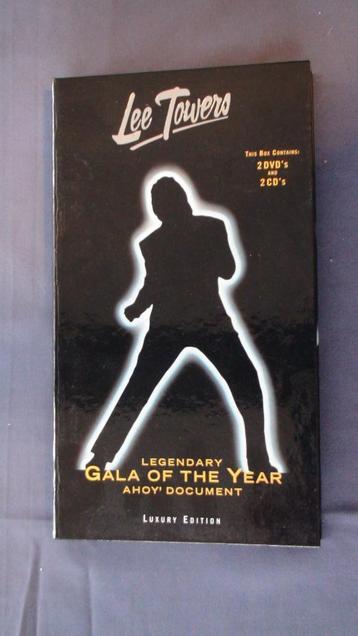 Lee Towers
THIS BOX CONTAINS:
2 DVD's
AND
2 CD's
LEGENDARY
GALA OF THE YEAR
AHOY' DOCUMENT
LUXURY EDITION